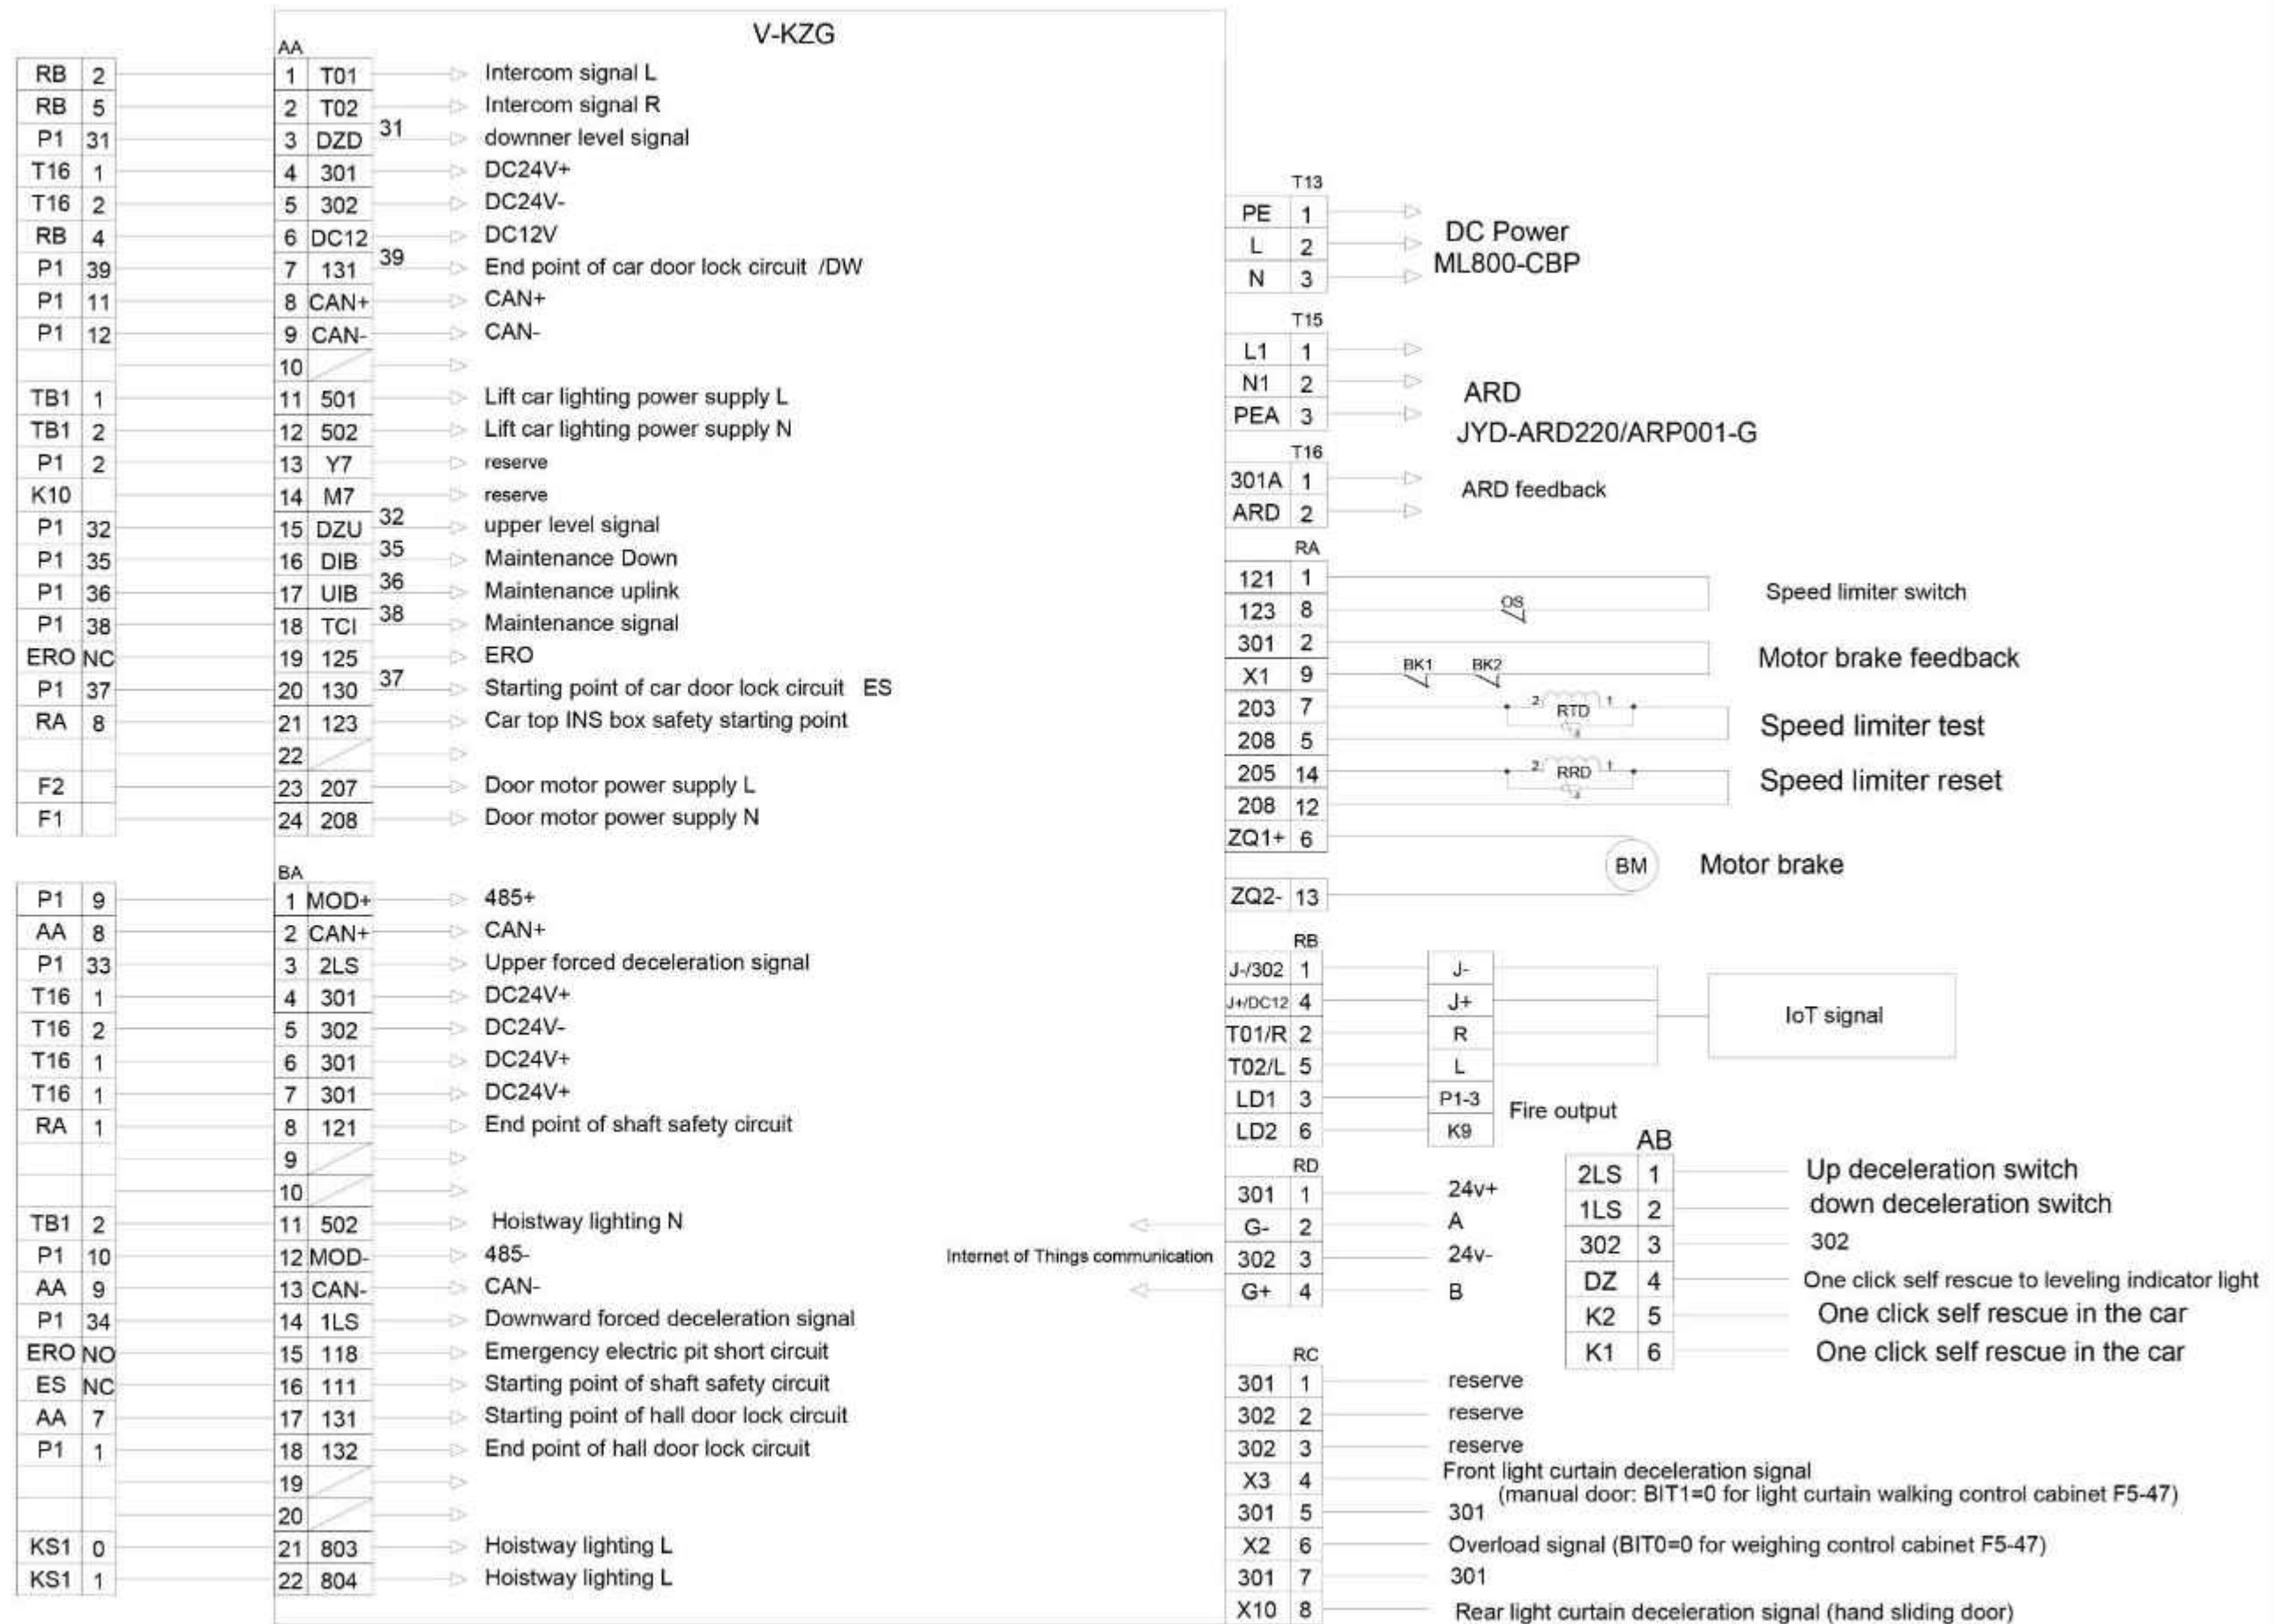 V-KZG
AA
RB 2 1 T01 Intercom signal L
RB 5 2 T02 Intercom signal R
P1 31 3 DZD 31 downner level signal
T16 1 4 301 DC24V+
T16 2 5 302 DC24V-
RB 4 6 DC12 DC12V
P1 39 7 131 39 End point of car door lock circuit /DW
P1 11 8 CAN+ CAN+
P1 12 9 CAN- CAN-
10
TB1 1 11 501 Lift car lighting power supply L
TB1 2 12 502 Lift car lighting power supply N
P1 2 13 Y7 reserve
K10 14 M7 reserve
P1 32 15 DZU 32 upper level signal
P1 35 16 DIB 35 Maintenance Down
P1 36 17 UIB 36 Maintenance uplink
P1 38 18 TCI 38 Maintenance signal
ERO NC 19 125 ERO
P1 37 20 130 37 Starting point of car door lock circuit ES
RA 8 21 123 Car top INS box safety starting point
22
F2 23 207 Door motor power supply L
F1 24 208 Door motor power supply N
BA
P1 9 1 MOD+ 485+
AA 8 2 CAN+ CAN+
P1 33 3 2LS Upper forced deceleration signal
T16 1 4 301 DC24V+
T16 2 5 302 DC24V-
T16 1 6 301 DC24V+
T16 1 7 301 DC24V+
RA 1 8 121 End point of shaft safety circuit
9
10
TB1 2 11 502 Hoistway lighting N
P1 10 12 MOD- 485-
AA 9 13 CAN- CAN-
P1 34 14 1LS Downward forced deceleration signal
ERO NO 15 118 Emergency electric pit short circuit
ES NC 16 111 Starting point of shaft safety circuit
AA 7 17 131 Starting point of hall door lock circuit
P1 1 18 132 End point of hall door lock circuit
19
20
KS1 0 21 803 Hoistway lighting L
KS1 1 22 804 Hoistway lighting L
T13
PE 1
L 2
N 3
DC Power
ML800-CBP
T15
L1 1
N1 2
PEA 3
ARD
JYD-ARD220/ARP001-G
T16
301A 1
ARD 2
ARD feedback
RA
121 1
123 8 OS
Speed limiter switch
301 2
X1 9 BK1 BK2
Motor brake feedback
203 7 2 RTD 1
3
208 5
Speed limiter test
205 14 2 RRD 1
3
208 12
Speed limiter reset
ZQ1+ 6
BM Motor brake
ZQ2- 13
RB
J-/302 1 J-
J+/DC12 4 J+
T01/R 2 R
T02/L 5 L
IoT signal
LD1 3 P1-3
LD2 6 K9
Fire output
RD
301 1 24v+
G- 2 A
302 3 24v-
G+ 4 B
Internet of Things communication
AB
2LS 1 Up deceleration switch
1LS 2 down deceleration switch
302 3 302
DZ 4 One click self rescue to leveling indicator light
K2 5 One click self rescue in the car
K1 6 One click self rescue in the car
RC
301 1 reserve
302 2 reserve
302 3 reserve
X3 4 Front light curtain deceleration signal
(manual door: BIT1=0 for light curtain walking control cabinet F5-47)
301 5 301
X2 6 Overload signal (BIT0=0 for weighing control cabinet F5-47)
301 7 301
X10 8 Rear light curtain deceleration signal (hand sliding door)